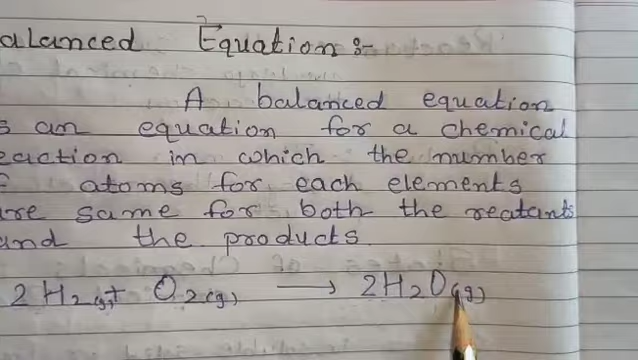 alanced Equation :-
A balanced equation
s an equation for a chemical
eaction in which the number
f atoms for each elements
are same for both the reatants
and the products.
2H₂(g) + O₂(g) ⟶ 2H₂O(g)